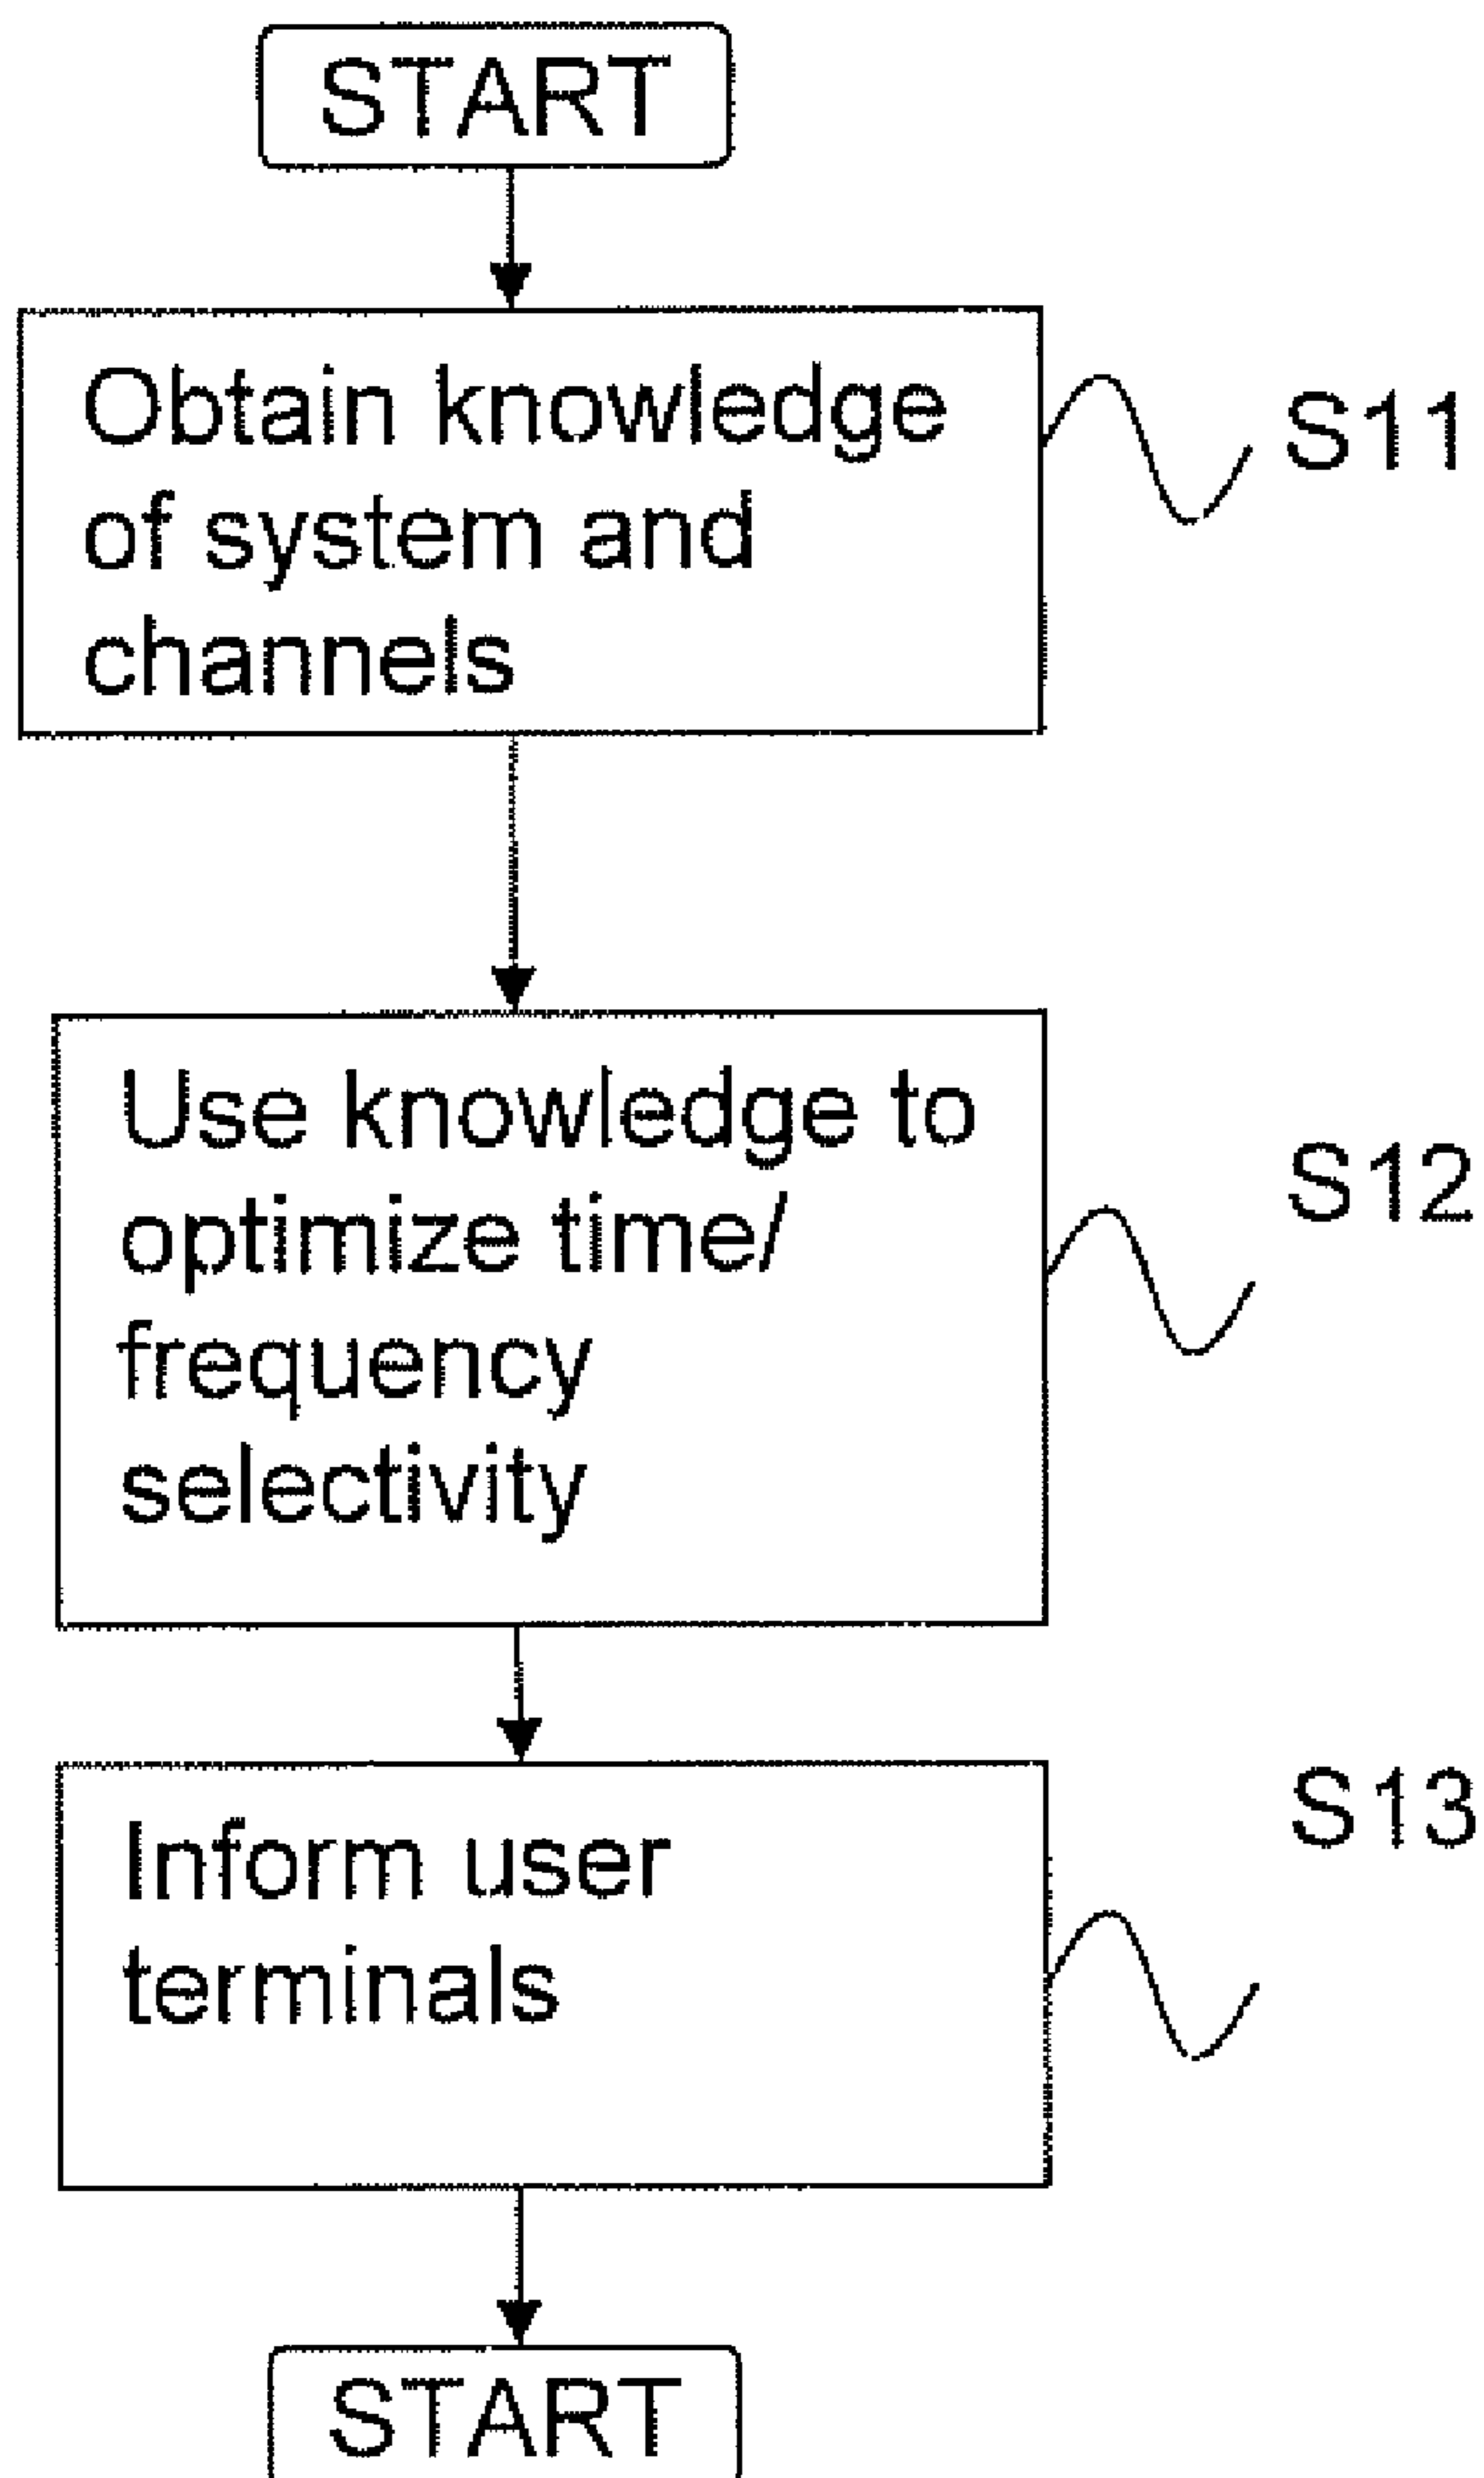 START
Obtain knowledge
of system and
channels
S11
Use knowledge to
optimize time/
frequency
selectivity
S12
Inform user
terminals
S13
START